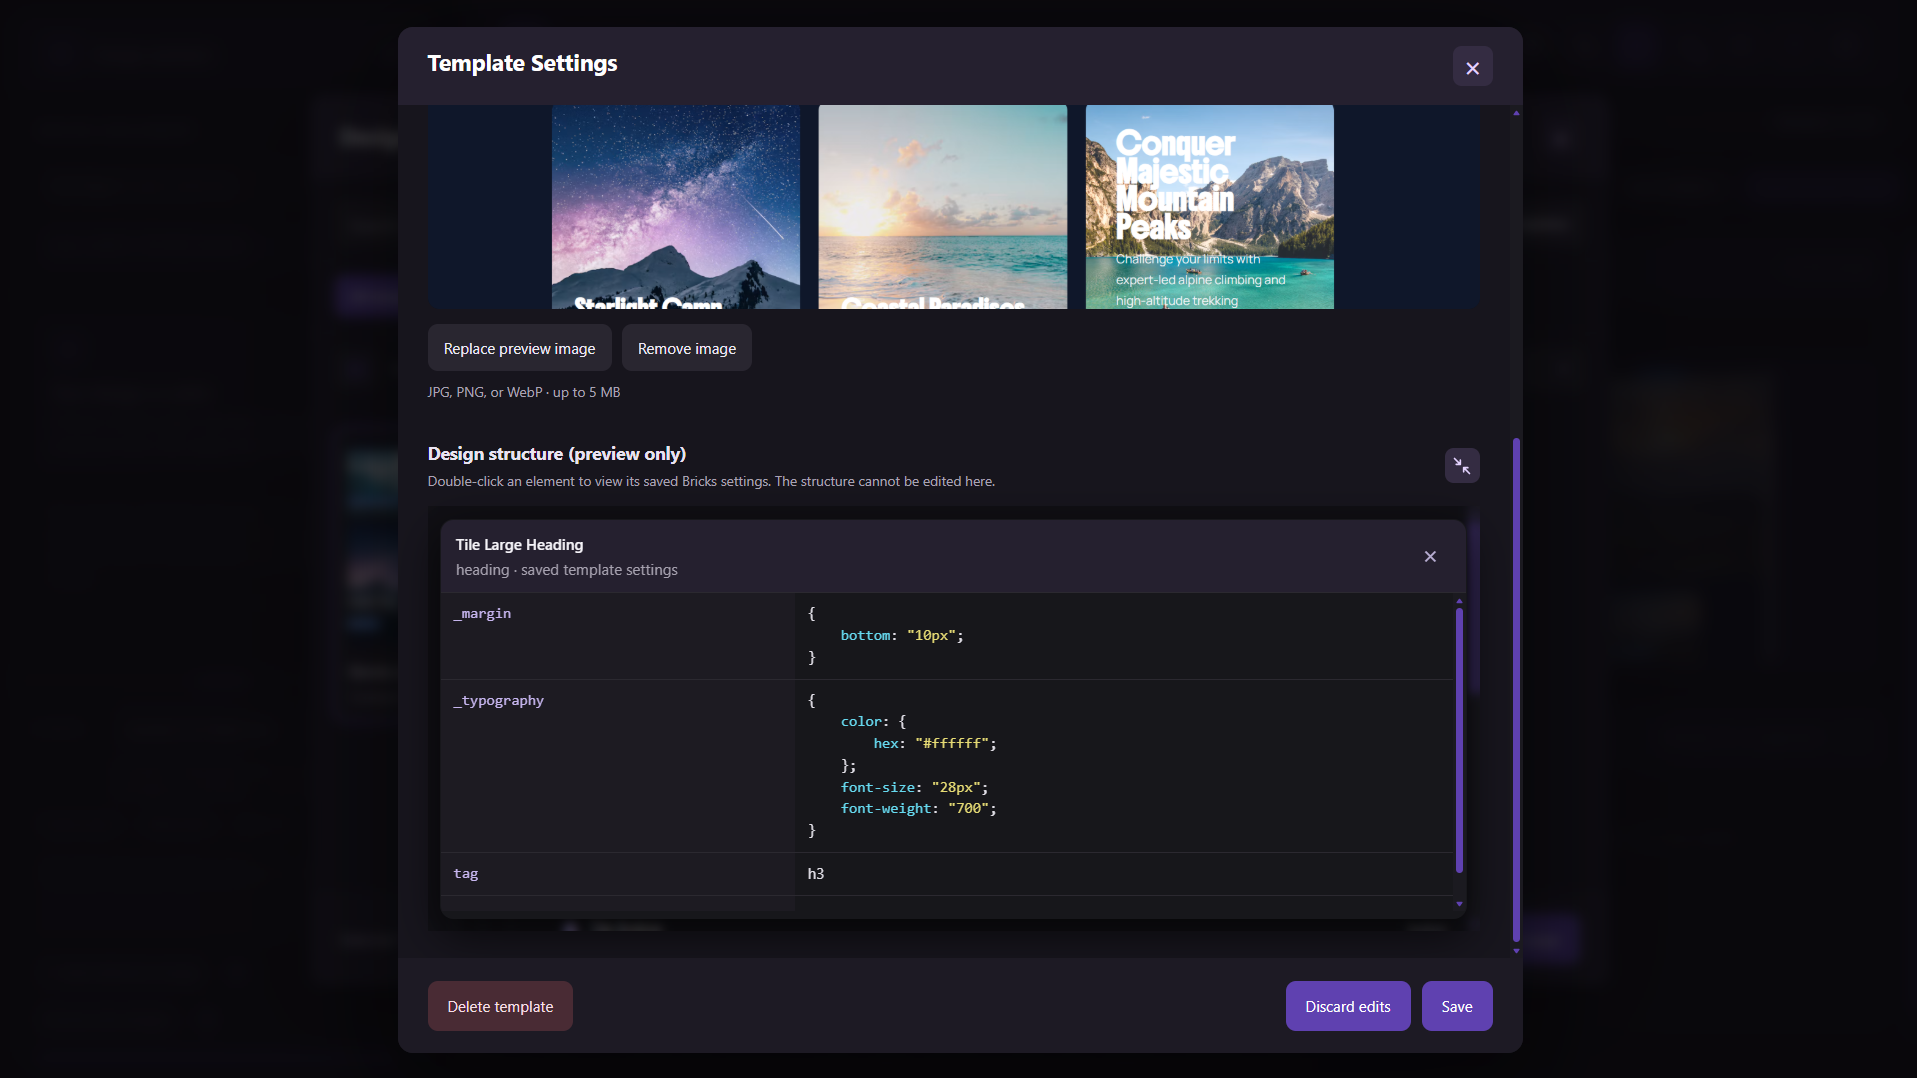 Template Settings
Conquer
Majestic
Mountain
Peaks
Challenge your limits with
expert-led alpine climbing and
high-altitude trekking
Starlight Camp
Coastal Paradises
Replace preview image
Remove image
JPG, PNG, or WebP · up to 5 MB
Design structure (preview only)
Double-click an element to view its saved Bricks settings. The structure cannot be edited here.
Tile Large Heading
heading · saved template settings
_margin
{
bottom: "10px";
}
_typography
{
color: {
hex: "#ffffff";
};
font-size: "28px";
font-weight: "700";
}
tag
h3
Delete template
Discard edits
Save